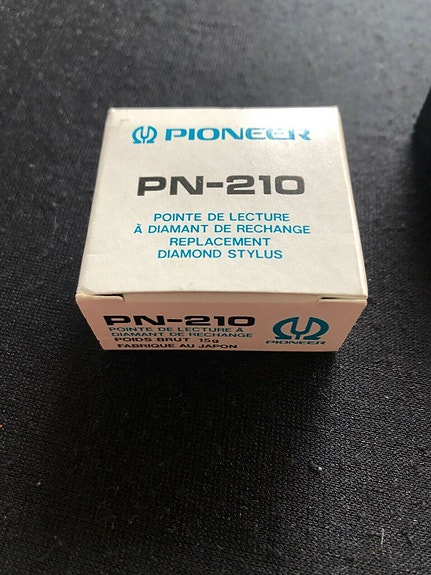 PIONEER
PN-210
POINTE DE LECTURE
À DIAMANT DE RECHANGE
REPLACEMENT
DIAMOND STYLUS
PN-210
POINTE DE LECTURE À
DIAMANT DE RECHANGE
POIDS BRUT 15g
FABRIQUE AU JAPON
PIONEER